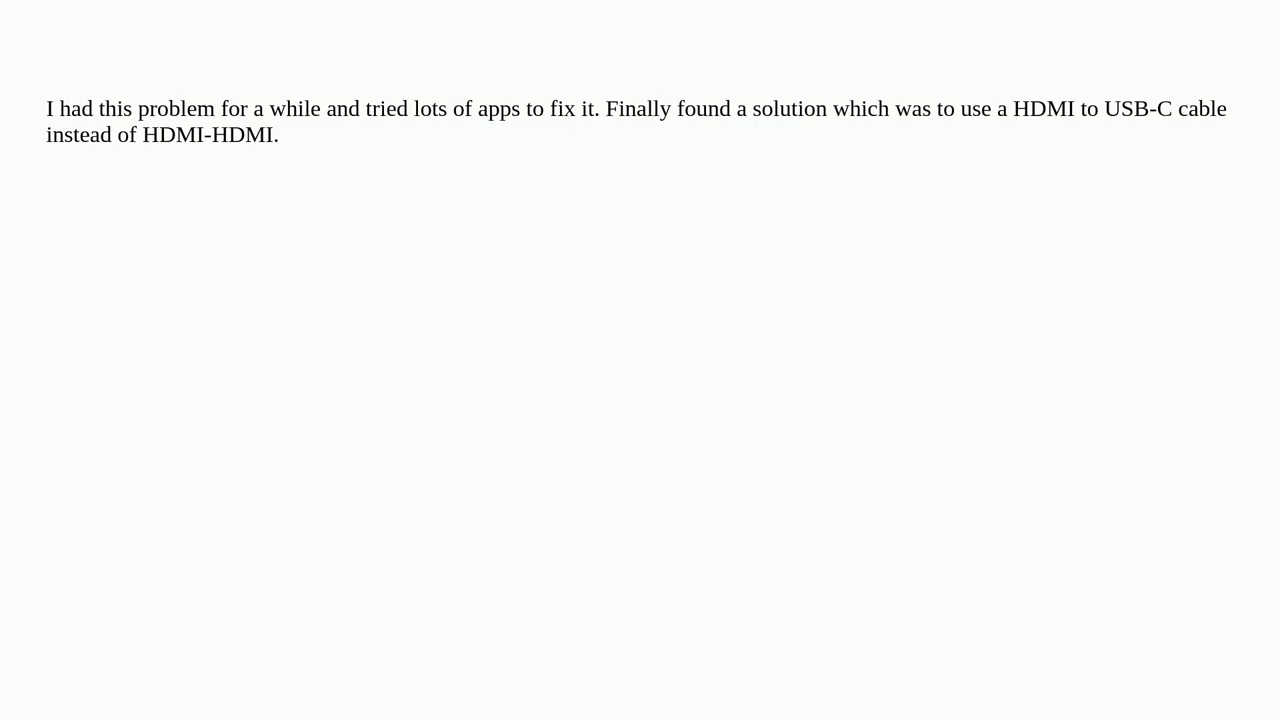 I had this problem for a while and tried lots of apps to fix it. Finally found a solution which was to use a HDMI to USB-C cable
instead of HDMI-HDMI.